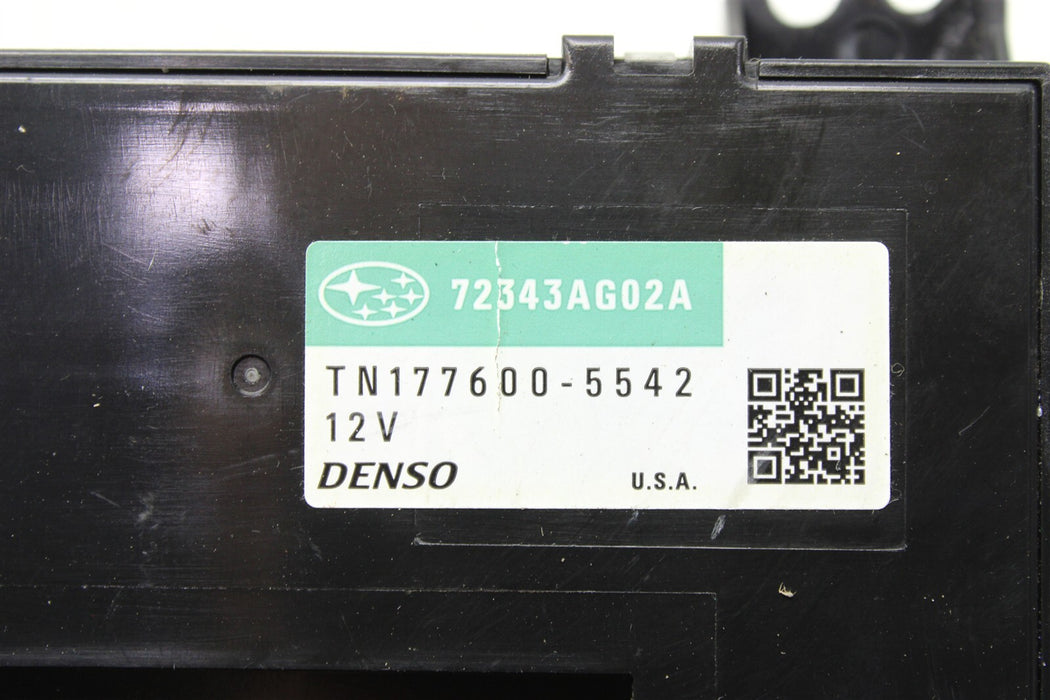 72343AG02A
TN177600-5542
12V
DENSO
U.S.A.